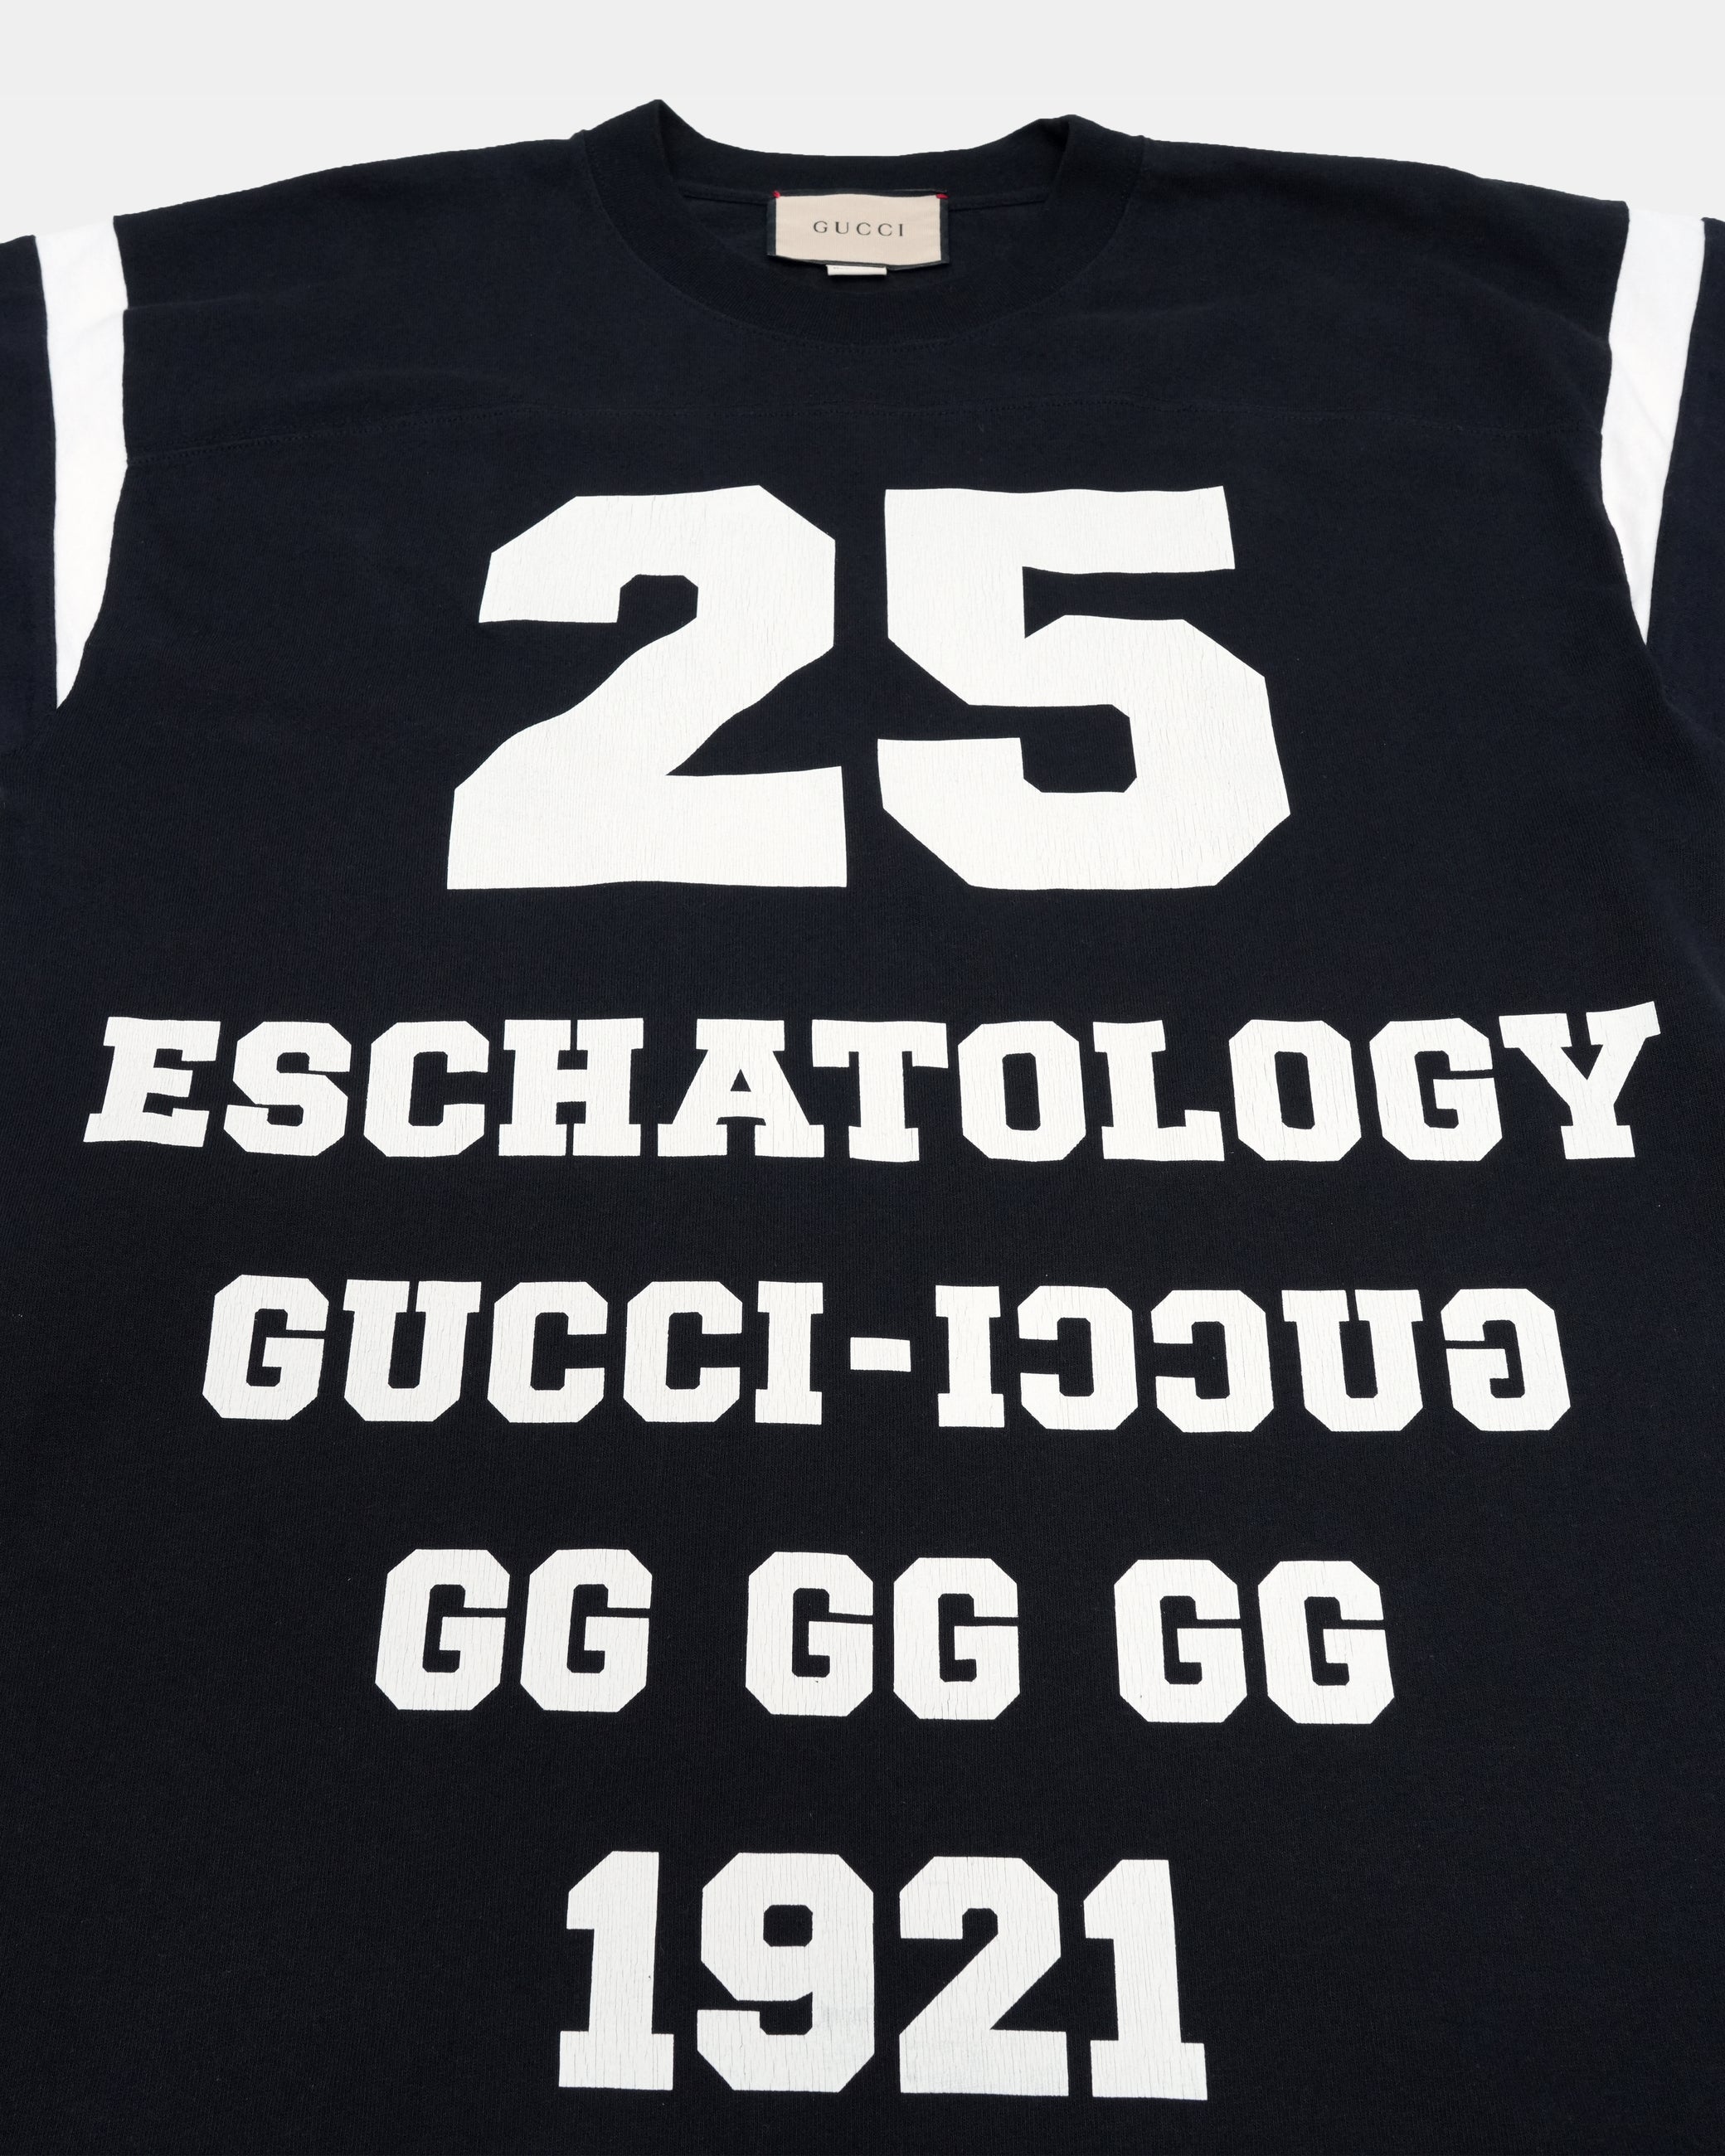 GUCCI
25
ESCHATOLOGY
GUCCI-ICCUG
GG GG GG
1921